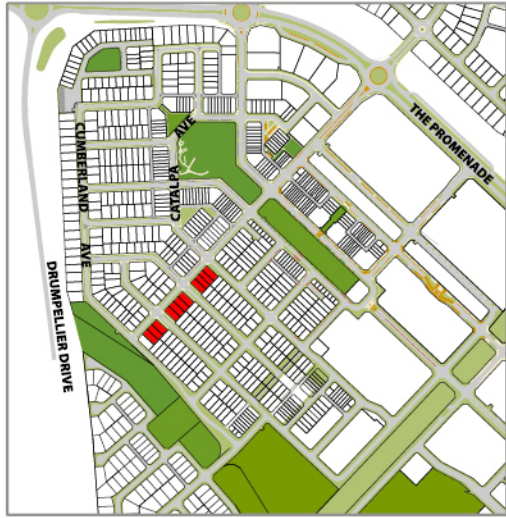 THE PROMENADE
CATALPA AVE
CUMBERLAND AVE
DRUMPELLIER DRIVE